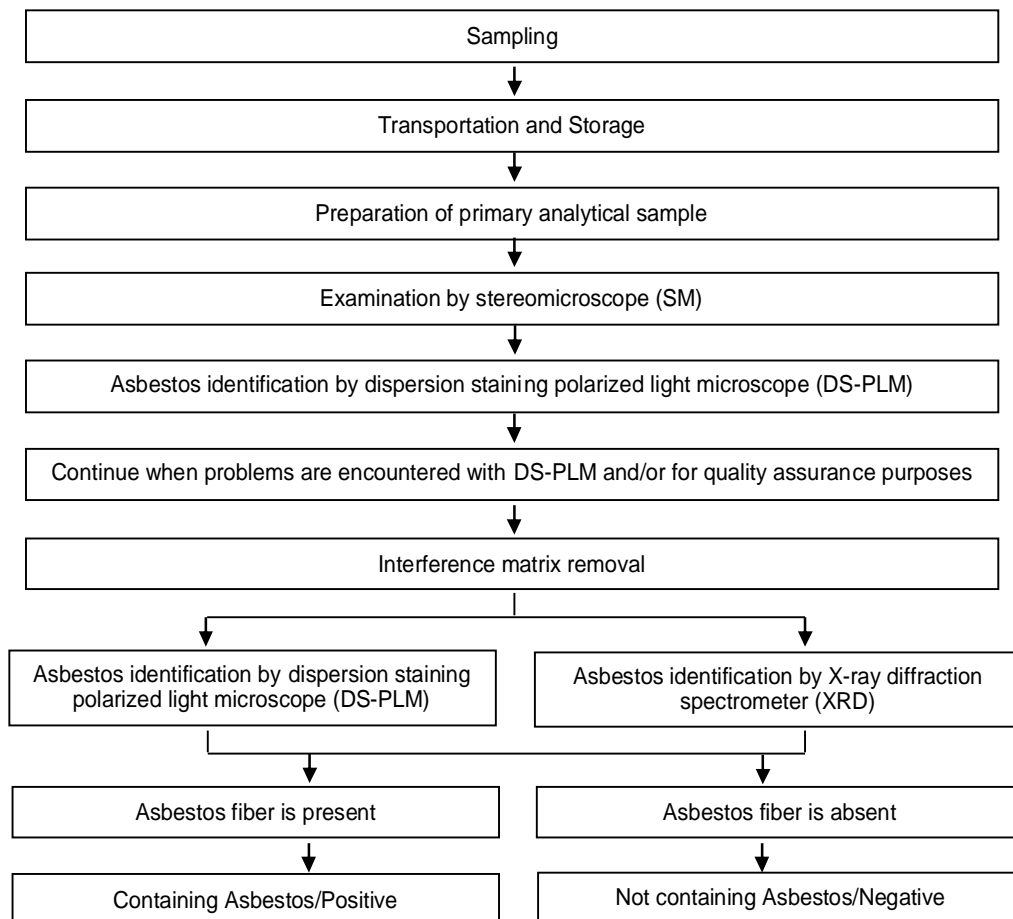 Sampling
Transportation and Storage
Preparation of primary analytical sample
Examination by stereomicroscope (SM)
Asbestos identification by dispersion staining polarized light microscope (DS-PLM)
Continue when problems are encountered with DS-PLM and/or for quality assurance purposes
Interference matrix removal
Asbestos identification by dispersion staining
polarized light microscope (DS-PLM)
Asbestos identification by X-ray diffraction
spectrometer (XRD)
Asbestos fiber is present
Asbestos fiber is absent
Containing Asbestos/Positive
Not containing Asbestos/Negative